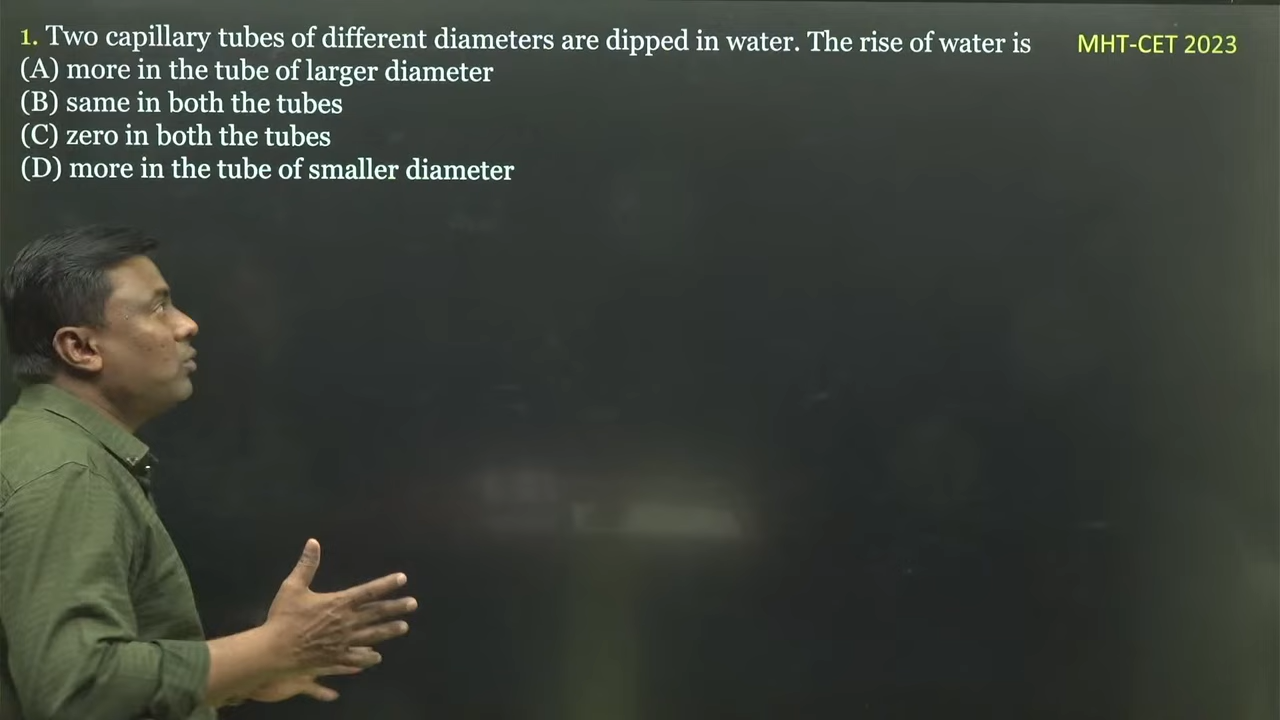 1. Two capillary tubes of different diameters are dipped in water. The rise of water is MHT-CET 2023
(A) more in the tube of larger diameter
(B) same in both the tubes
(C) zero in both the tubes
(D) more in the tube of smaller diameter